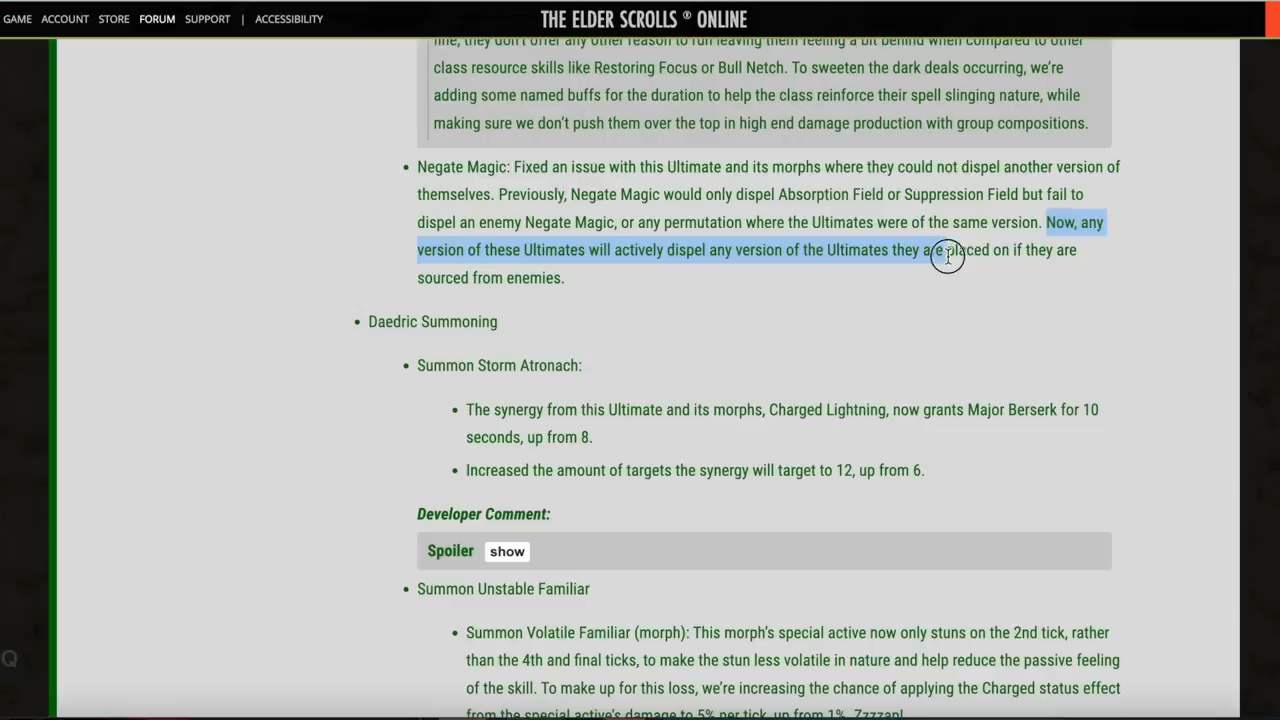 GAME ACCOUNT STORE FORUM SUPPORT | ACCESSIBILITY
THE ELDER SCROLLS ® ONLINE
line, they don't offer any other reason to run leaving them feeling a bit behind when compared to other
class resource skills like Restoring Focus or Bull Netch. To sweeten the dark deals occurring, we're
adding some named buffs for the duration to help the class reinforce their spell slinging nature, while
making sure we don't push them over the top in high end damage production with group compositions.
• Negate Magic: Fixed an issue with this Ultimate and its morphs where they could not dispel another version of
themselves. Previously, Negate Magic would only dispel Absorption Field or Suppression Field but fail to
dispel an enemy Negate Magic, or any permutation where the Ultimates were of the same version. Now, any
version of these Ultimates will actively dispel any version of the Ultimates they are placed on if they are
sourced from enemies.
• Daedric Summoning
• Summon Storm Atronach:
• The synergy from this Ultimate and its morphs, Charged Lightning, now grants Major Berserk for 10
seconds, up from 8.
• Increased the amount of targets the synergy will target to 12, up from 6.
Developer Comment:
Spoiler show
• Summon Unstable Familiar
• Summon Volatile Familiar (morph): This morph's special active now only stuns on the 2nd tick, rather
than the 4th and final ticks, to make the stun less volatile in nature and help reduce the passive feeling
of the skill. To make up for this loss, we're increasing the chance of applying the Charged status effect
from the special active's damage to 5% per tick, up from 1%. Zzzzap!
Q